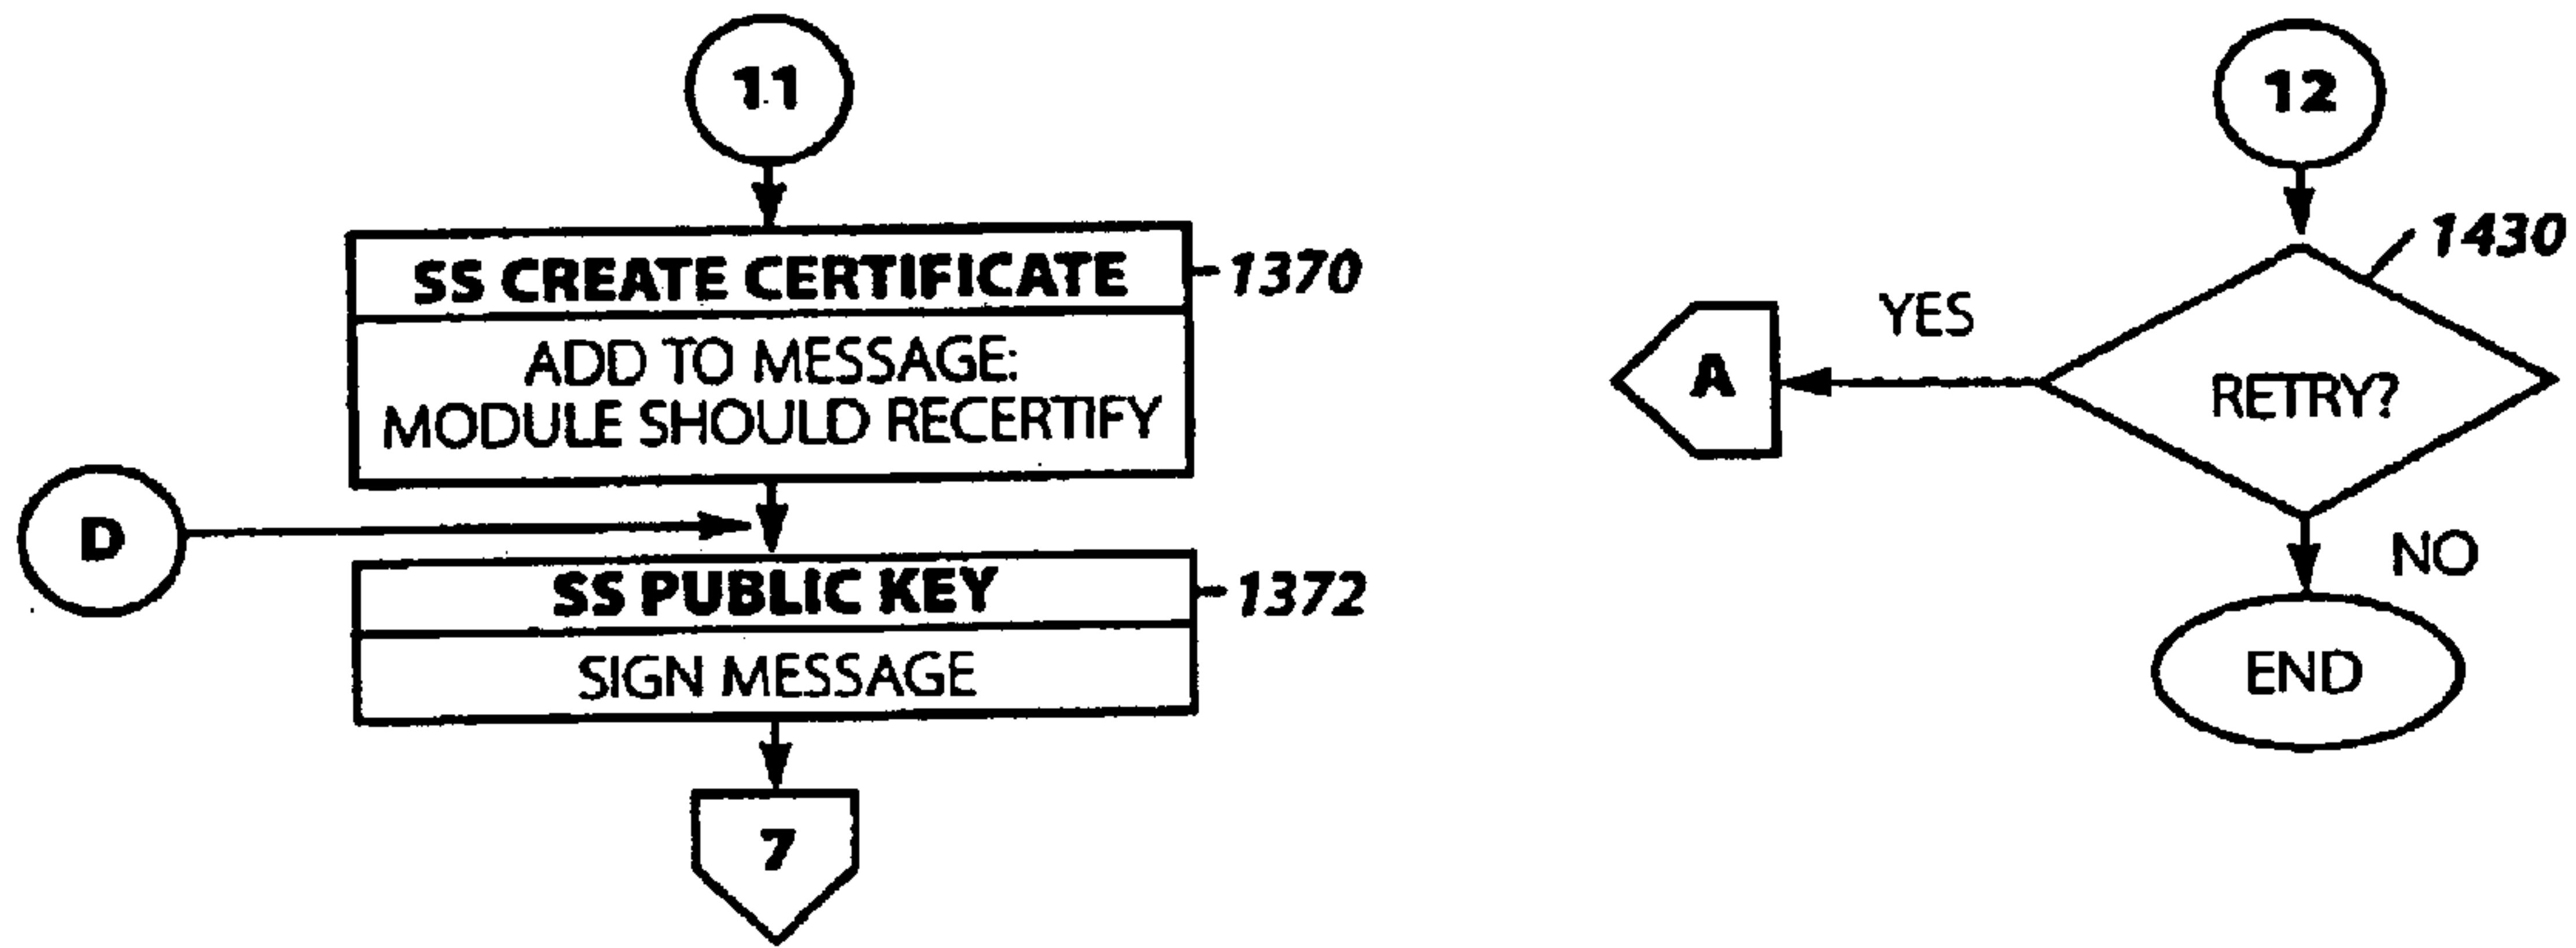 11
SS CREATE CERTIFICATE
1370
ADD TO MESSAGE:
MODULE SHOULD RECERTIFY
D
SS PUBLIC KEY
1372
SIGN MESSAGE
7
12
1430
YES
A
RETRY?
NO
END